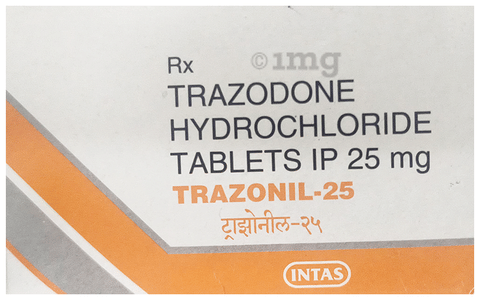 ©1mg
Rx
TRAZODONE
HYDROCHLORIDE
TABLETS IP 25 mg
TRAZONIL-25
ट्राझोनील-२५
INTAS